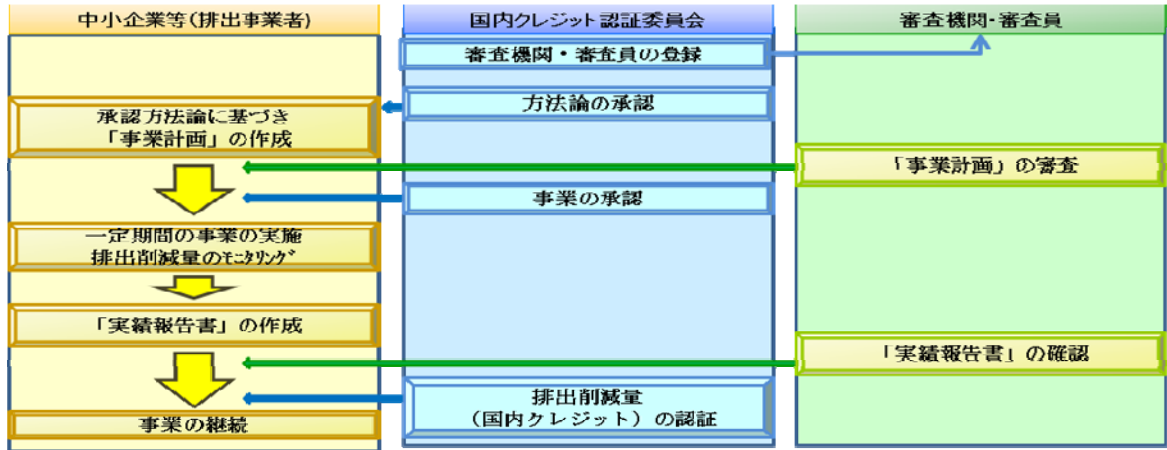 中小企業等(排出事業者)
国内クレジット認証委員会
審査機関・審査員
審査機関・審査員の登録
方法論の承認
承認方法論に基づき
「事業計画」の作成
「事業計画」の審査
事業の承認
一定期間の事業の実施
排出削減量のﾓﾆﾀﾘﾝｸﾞ
「実績報告書」の作成
「実績報告書」の確認
排出削減量
(国内クレジット)の認証
事業の継続